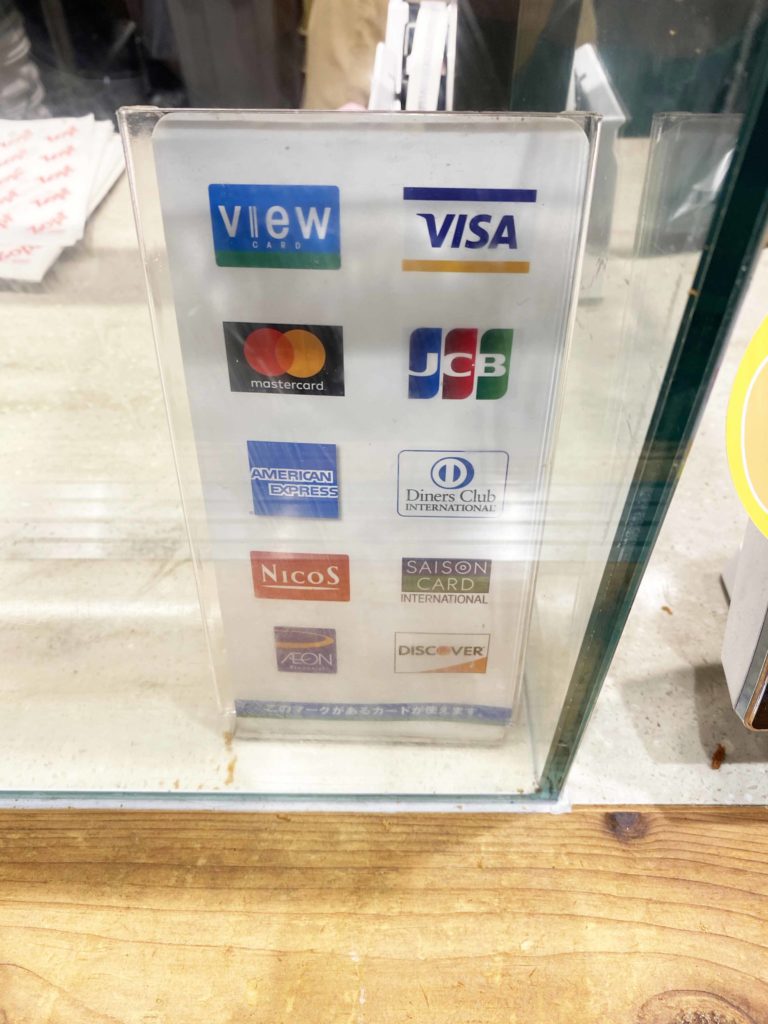 VIEW
CARD
VISA
mastercard
JCB
AMERICAN
EXPRESS
Diners Club
INTERNATIONAL
NICOS
SAISON
CARD
INTERNATIONAL
ÆON
DISCOVER
このマークがあるカードが使えます